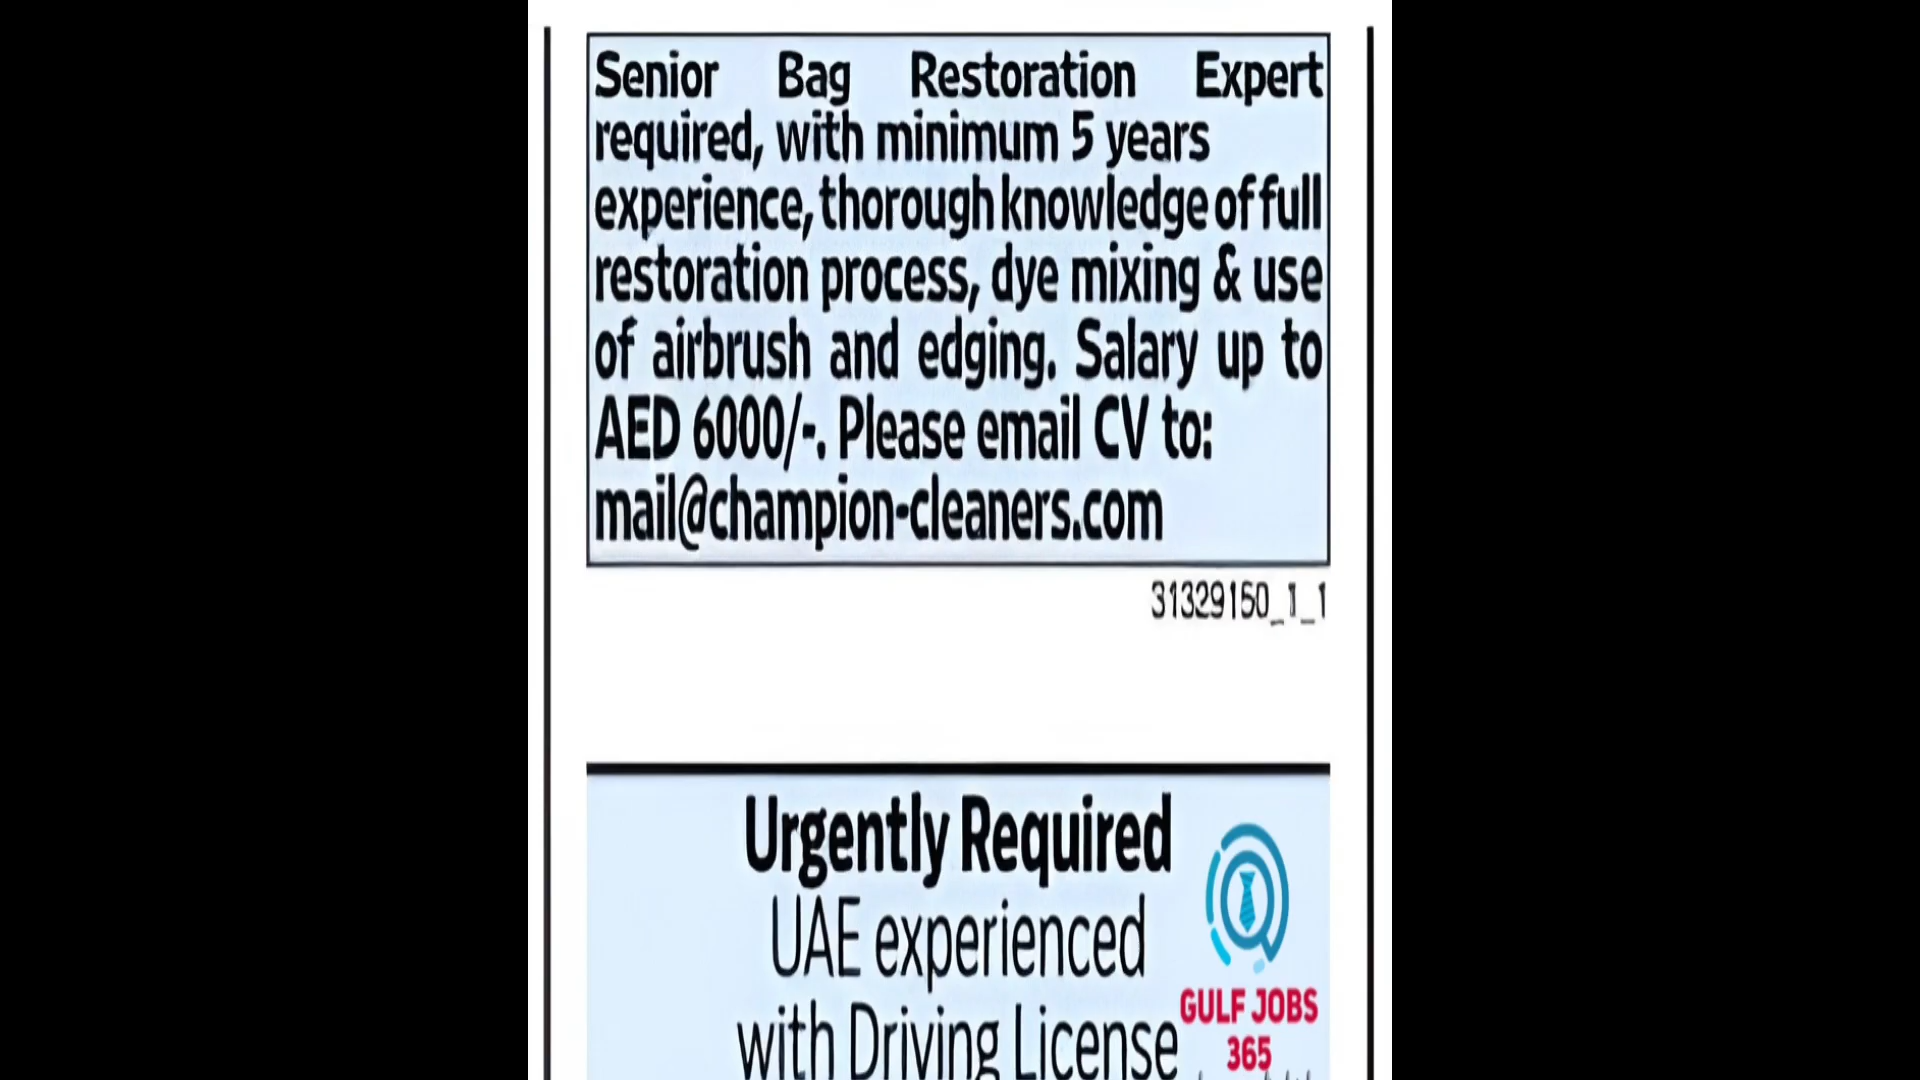 Senior Bag Restoration Expert
required, with minimum 5 years
experience, thorough knowledge of full
restoration process, dye mixing & use
of airbrush and edging. Salary up to
AED 6000/-. Please email CV to:
mail@champion-cleaners.com
31329160_1_1
Urgently Required
UAE experienced
with Driving License
GULF JOBS
365